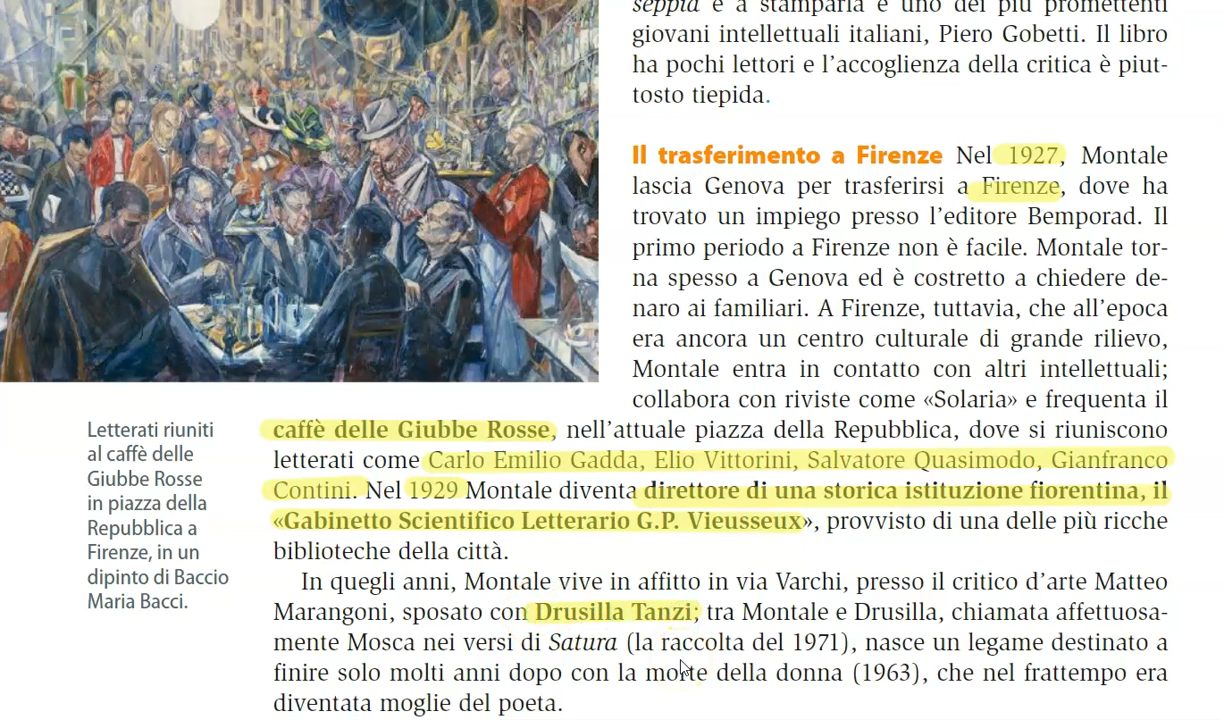 seppia e a stamparla è uno dei più promettenti
giovani intellettuali italiani, Piero Gobetti. Il libro
ha pochi lettori e l’accoglienza della critica è piut-
tosto tiepida.
Il trasferimento a Firenze Nel 1927, Montale
lascia Genova per trasferirsi a Firenze, dove ha
trovato un impiego presso l’editore Bemporad. Il
primo periodo a Firenze non è facile. Montale tor-
na spesso a Genova ed è costretto a chiedere de-
naro ai familiari. A Firenze, tuttavia, che all’epoca
era ancora un centro culturale di grande rilievo,
Montale entra in contatto con altri intellettuali;
collabora con riviste come «Solaria» e frequenta il
caffè delle Giubbe Rosse, nell’attuale piazza della Repubblica, dove si riuniscono
letterati come Carlo Emilio Gadda, Elio Vittorini, Salvatore Quasimodo, Gianfranco
Contini. Nel 1929 Montale diventa direttore di una storica istituzione fiorentina, il
«Gabinetto Scientifico Letterario G.P. Vieusseux», provvisto di una delle più ricche
biblioteche della città.
In quegli anni, Montale vive in affitto in via Varchi, presso il critico d’arte Matteo
Marangoni, sposato con Drusilla Tanzi; tra Montale e Drusilla, chiamata affettuosa-
mente Mosca nei versi di Satura (la raccolta del 1971), nasce un legame destinato a
finire solo molti anni dopo con la morte della donna (1963), che nel frattempo era
diventata moglie del poeta.
Letterati riuniti
al caffè delle
Giubbe Rosse
in piazza della
Repubblica a
Firenze, in un
dipinto di Baccio
Maria Bacci.